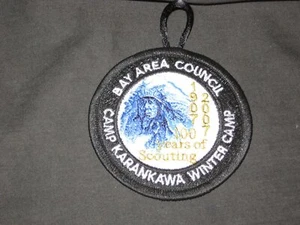 BAY AREA COUNCIL
1907
2007
100
years of
Scouting
CAMP KARANKAWA WINTER CAMP